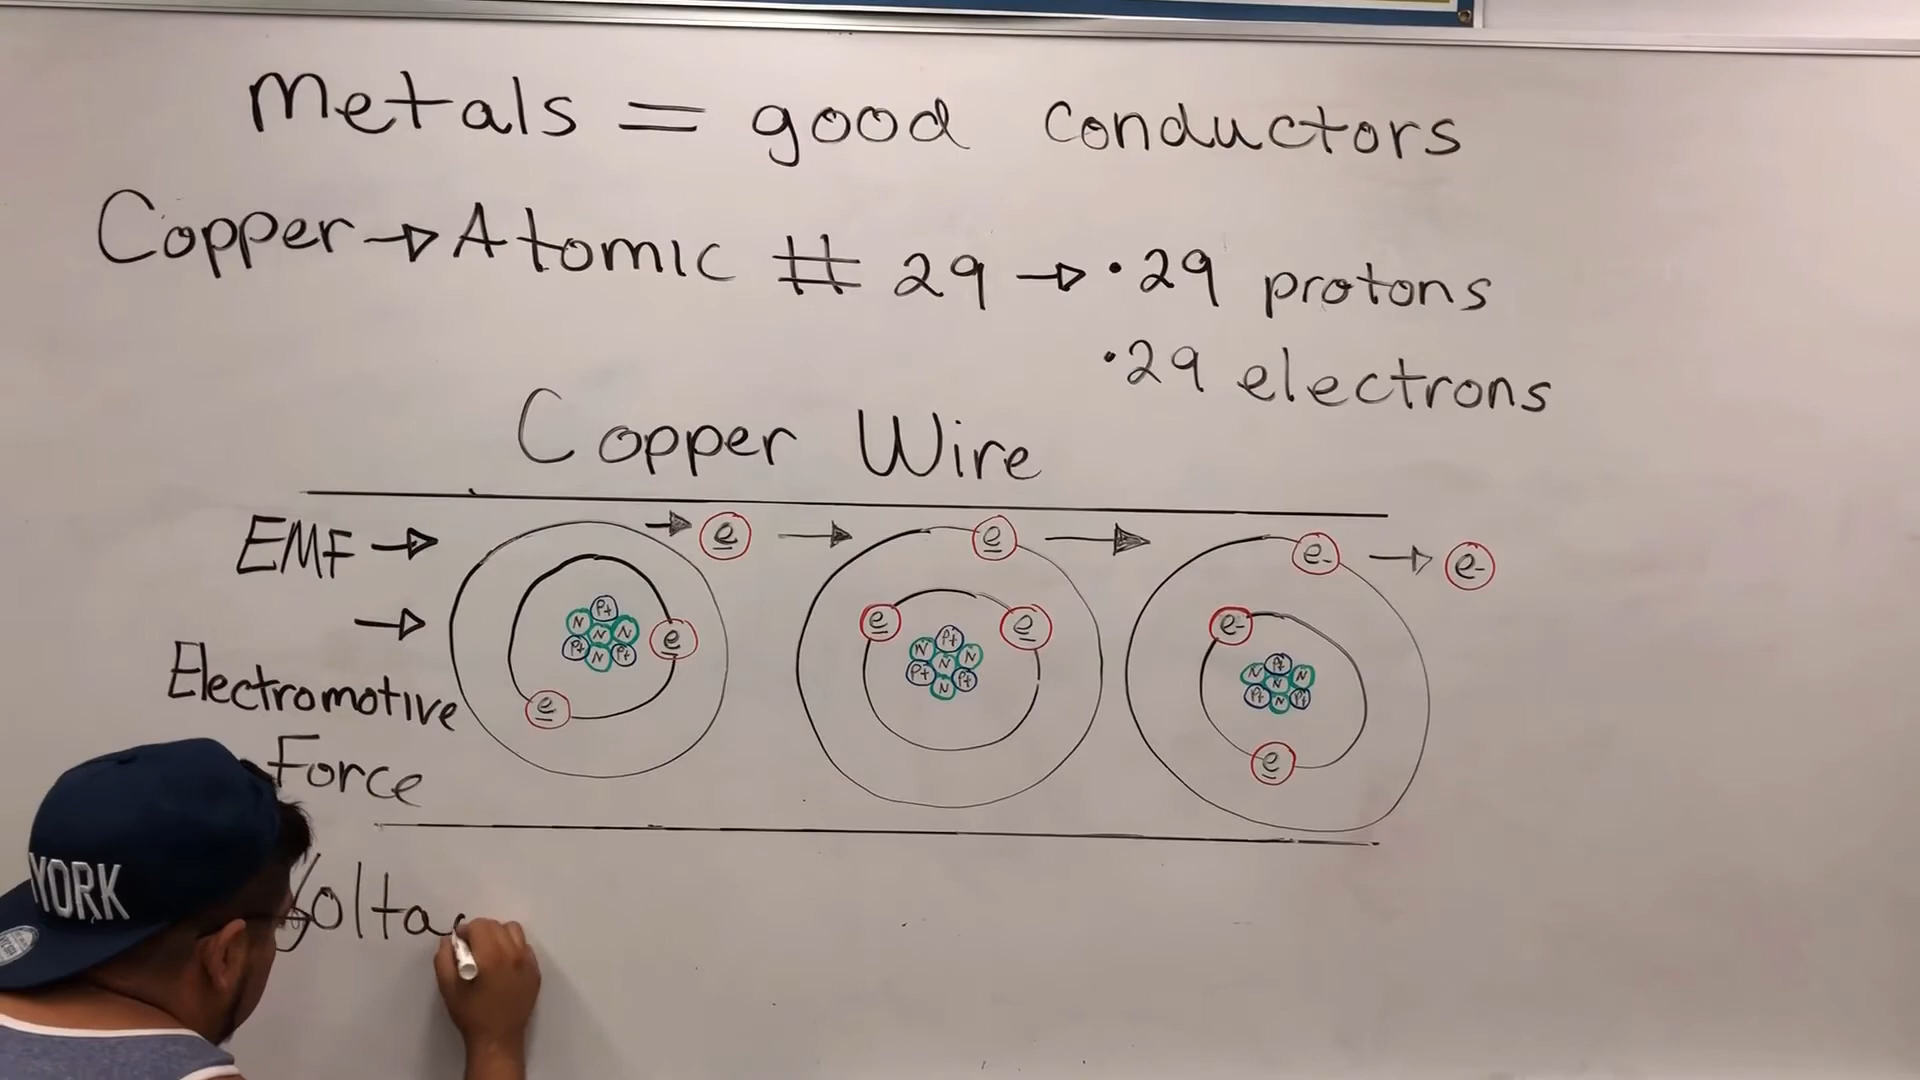 Metals = good conductors
Copper → Atomic # 29 → • 29 protons
• 29 electrons
Copper Wire
EMF → → e → e → e- → e-
→
e e e e-
P+ N N N P+ P+ N
P+ N N N P+ P+ N
P+ N N N P+ P+ N
e e
Electromotive
Force
Volta
YORK